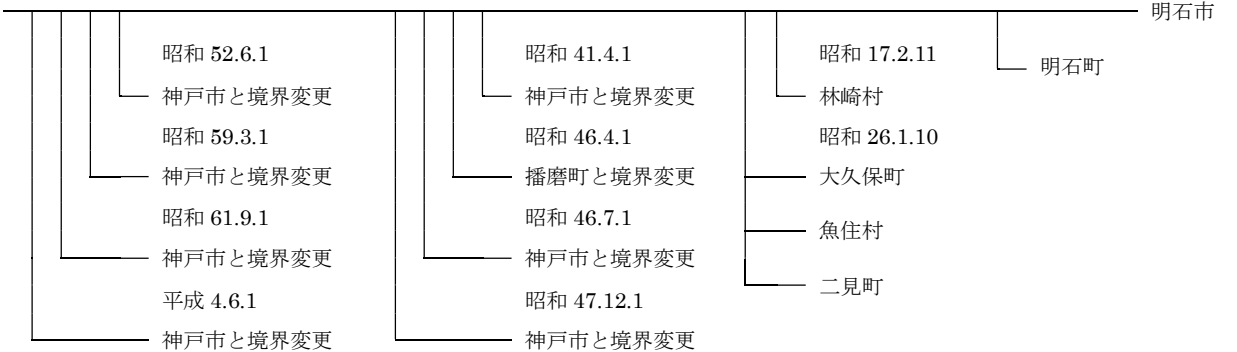 明石市
明石町
昭和 17.2.11
林崎村
昭和 26.1.10
大久保町
魚住村
二見町
昭和 41.4.1
神戸市と境界変更
昭和 46.4.1
播磨町と境界変更
昭和 46.7.1
神戸市と境界変更
昭和 47.12.1
神戸市と境界変更
昭和 52.6.1
神戸市と境界変更
昭和 59.3.1
神戸市と境界変更
昭和 61.9.1
神戸市と境界変更
平成 4.6.1
神戸市と境界変更